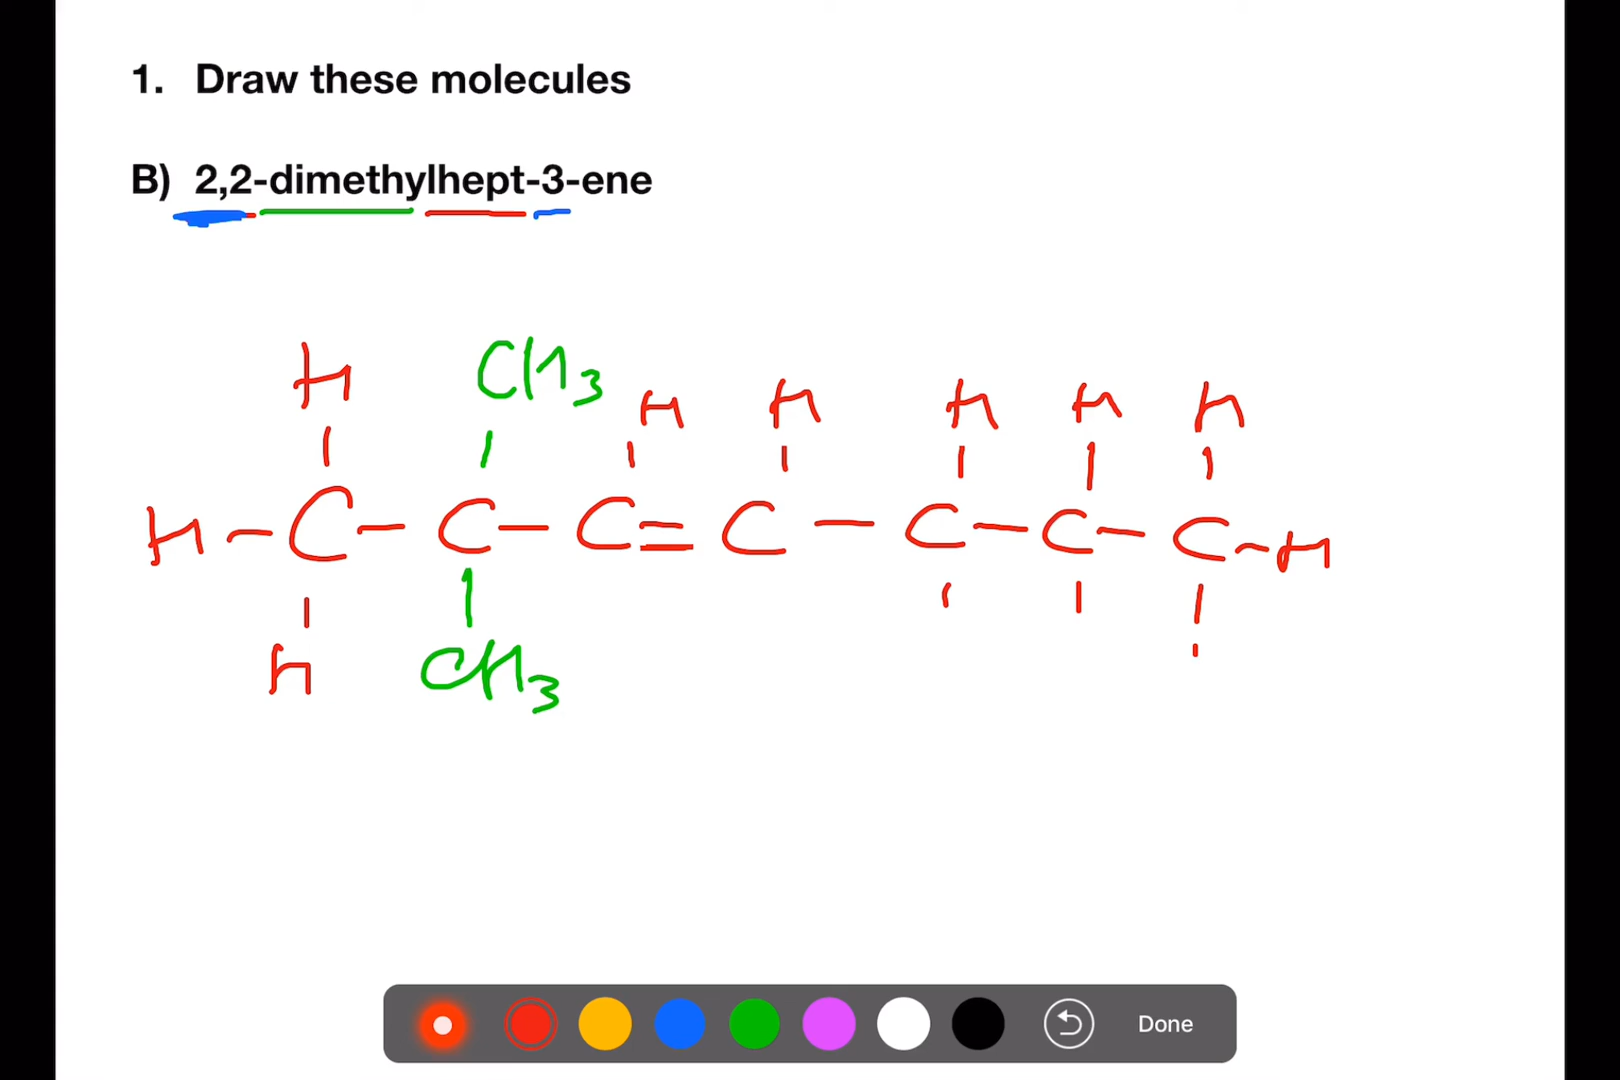 1. Draw these molecules
B) 2,2-dimethylhept-3-ene
H CH3 H H H H H
H - C - C - C = C - C - C - C - H
H CH3
Done